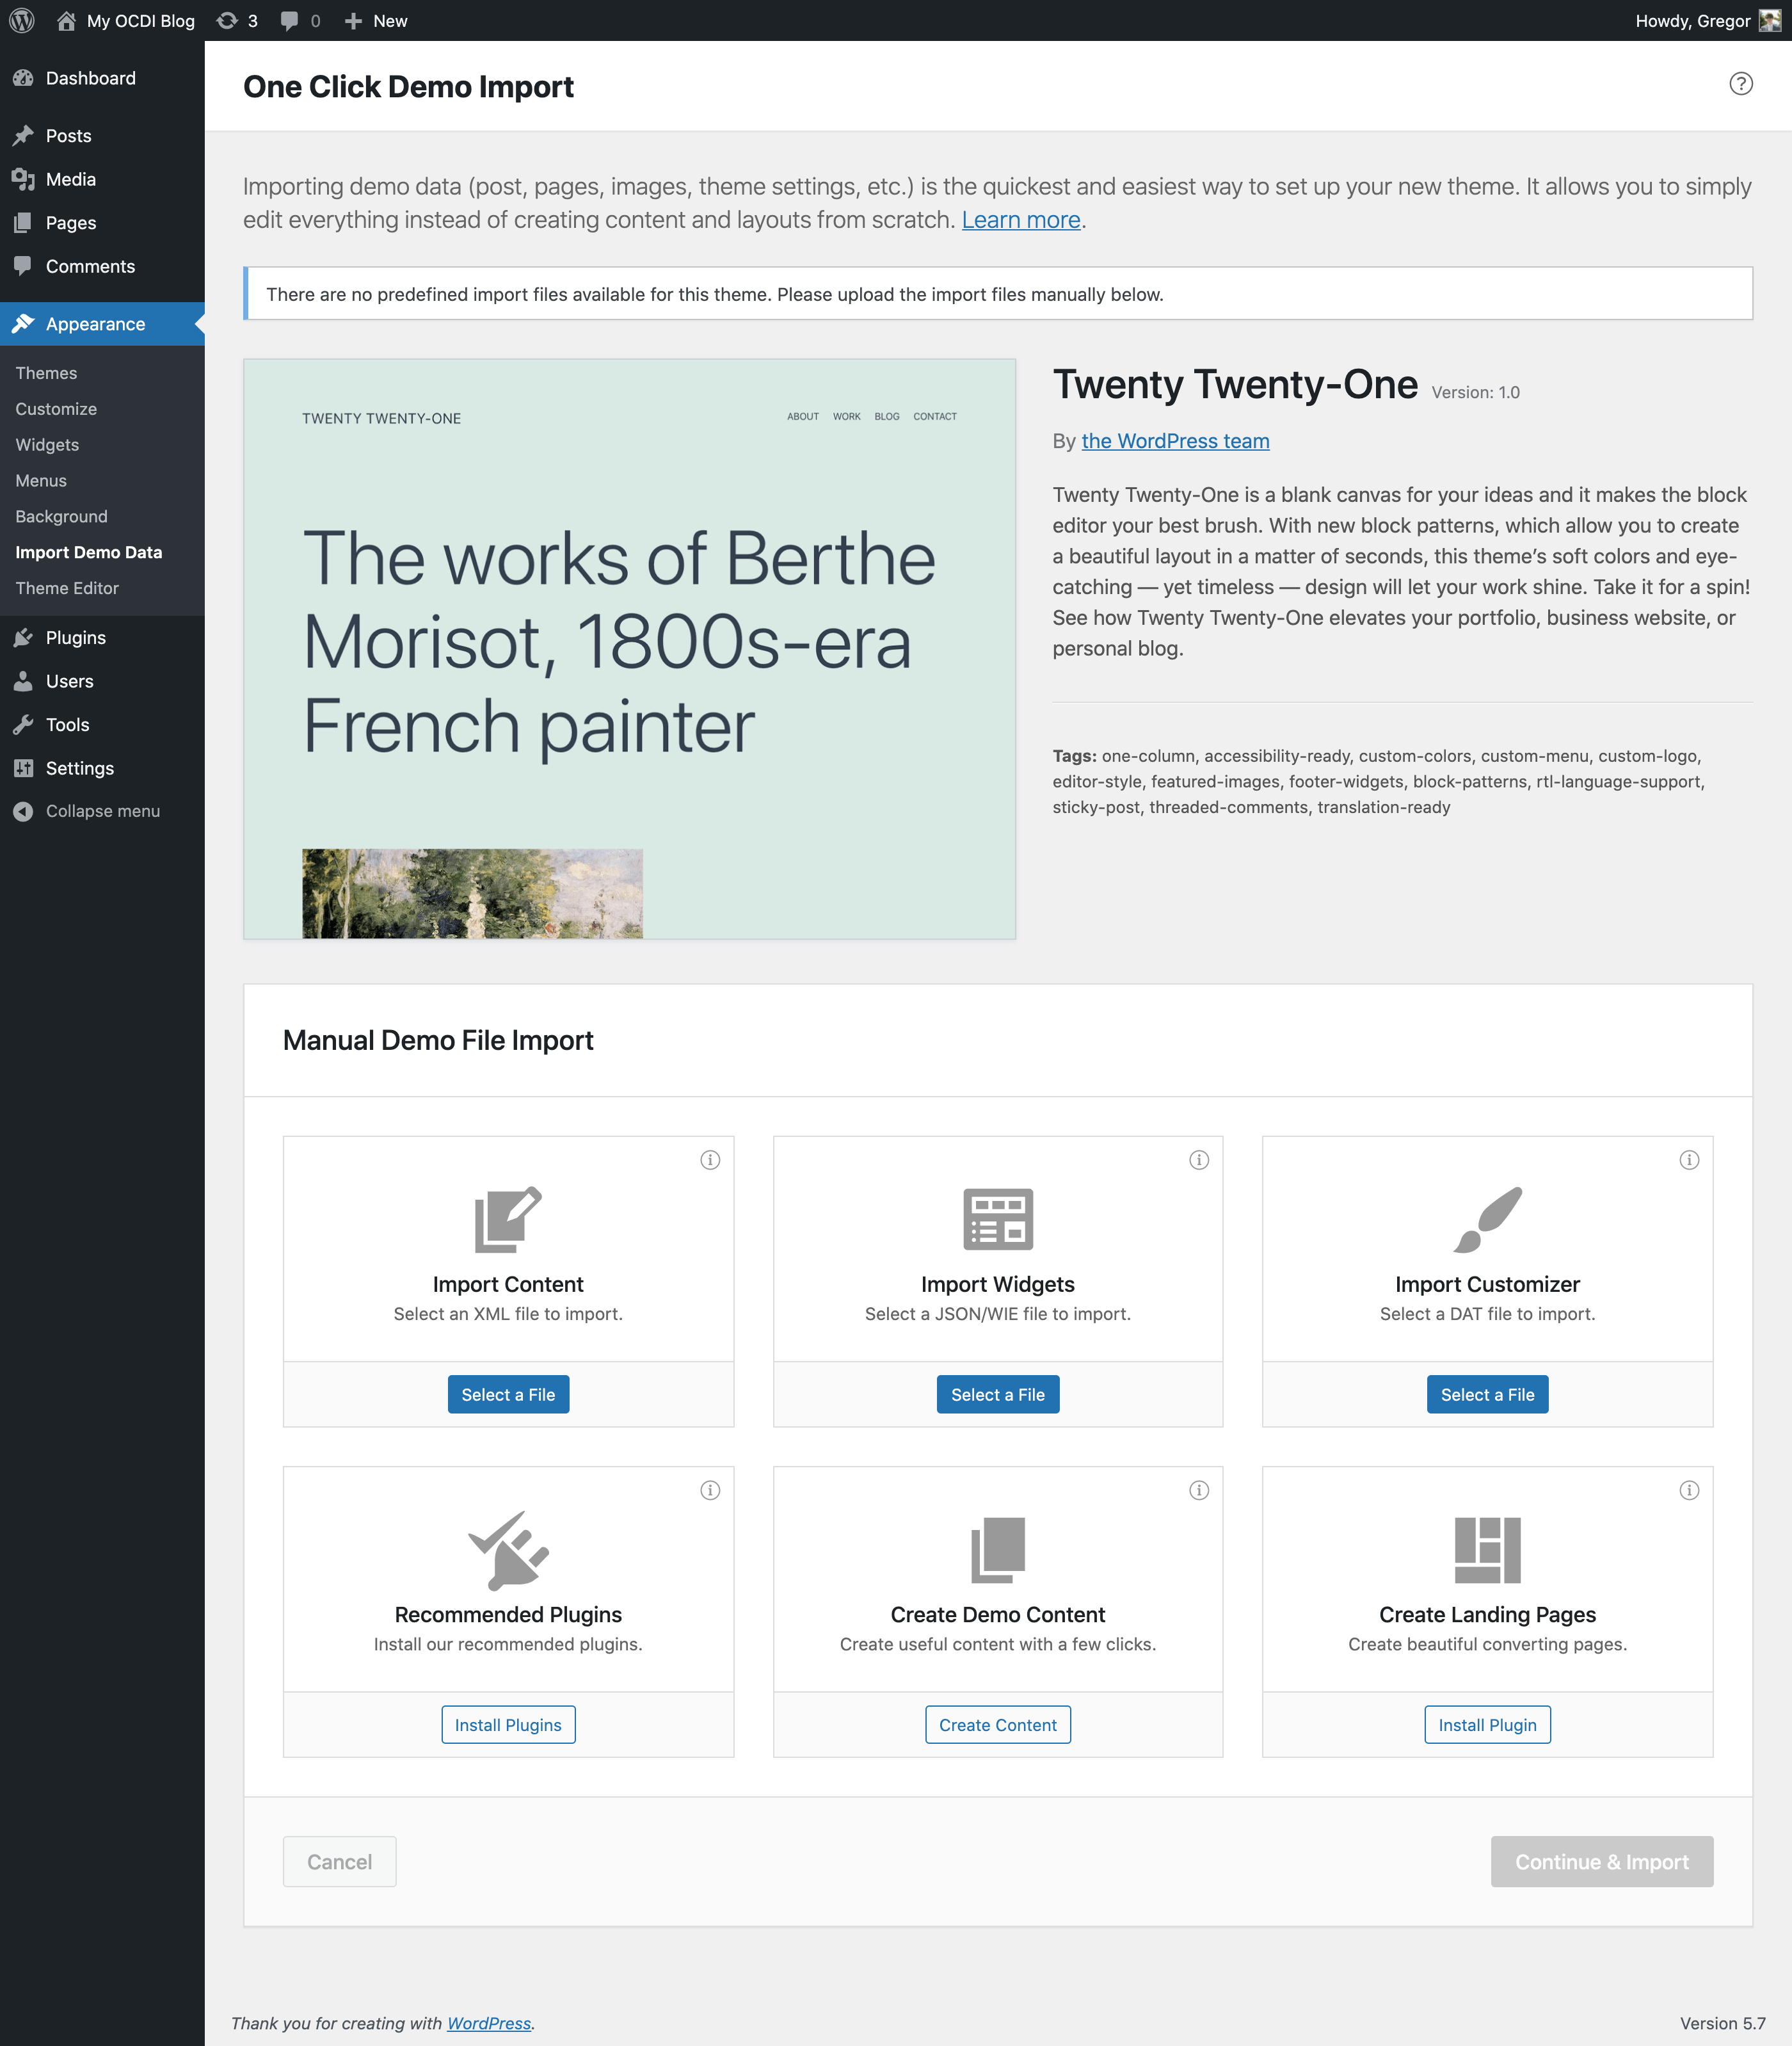 My OCDI Blog 3 0 New Howdy, Gregor
Dashboard
Posts
Media
Pages
Comments
Appearance
Themes
Customize
Widgets
Menus
Background
Import Demo Data
Theme Editor
Plugins
Users
Tools
Settings
Collapse menu
One Click Demo Import
Importing demo data (post, pages, images, theme settings, etc.) is the quickest and easiest way to set up your new theme. It allows you to simply
edit everything instead of creating content and layouts from scratch. Learn more.
There are no predefined import files available for this theme. Please upload the import files manually below.
TWENTY TWENTY-ONE ABOUT WORK BLOG CONTACT
The works of Berthe
Morisot, 1800s-era
French painter
Twenty Twenty-One Version: 1.0
By the WordPress team
Twenty Twenty-One is a blank canvas for your ideas and it makes the block
editor your best brush. With new block patterns, which allow you to create
a beautiful layout in a matter of seconds, this theme’s soft colors and eye-
catching — yet timeless — design will let your work shine. Take it for a spin!
See how Twenty Twenty-One elevates your portfolio, business website, or
personal blog.
Tags: one-column, accessibility-ready, custom-colors, custom-menu, custom-logo,
editor-style, featured-images, footer-widgets, block-patterns, rtl-language-support,
sticky-post, threaded-comments, translation-ready
Manual Demo File Import
Import Content
Select an XML file to import.
Select a File
Import Widgets
Select a JSON/WIE file to import.
Select a File
Import Customizer
Select a DAT file to import.
Select a File
Recommended Plugins
Install our recommended plugins.
Install Plugins
Create Demo Content
Create useful content with a few clicks.
Create Content
Create Landing Pages
Create beautiful converting pages.
Install Plugin
Cancel
Continue & Import
Thank you for creating with WordPress.
Version 5.7